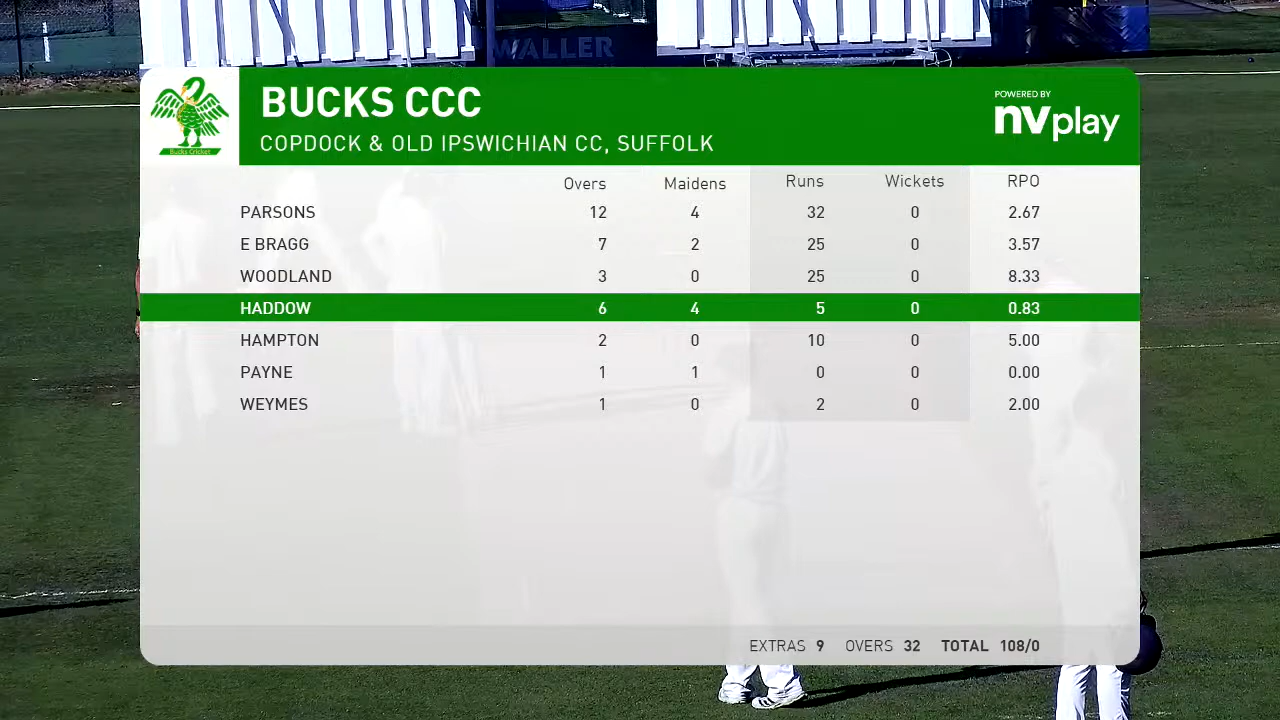 WALLER
BUCKS CCC
COPDOCK & OLD IPSWICHIAN CC, SUFFOLK
POWERED BY
nvplay
Bucks Cricket
Overs Maidens Runs Wickets RPO
PARSONS 12 4 32 0 2.67
E BRAGG 7 2 25 0 3.57
WOODLAND 3 0 25 0 8.33
HADDOW 6 4 5 0 0.83
HAMPTON 2 0 10 0 5.00
PAYNE 1 1 0 0 0.00
WEYMES 1 0 2 0 2.00
EXTRAS 9 OVERS 32 TOTAL 108/0